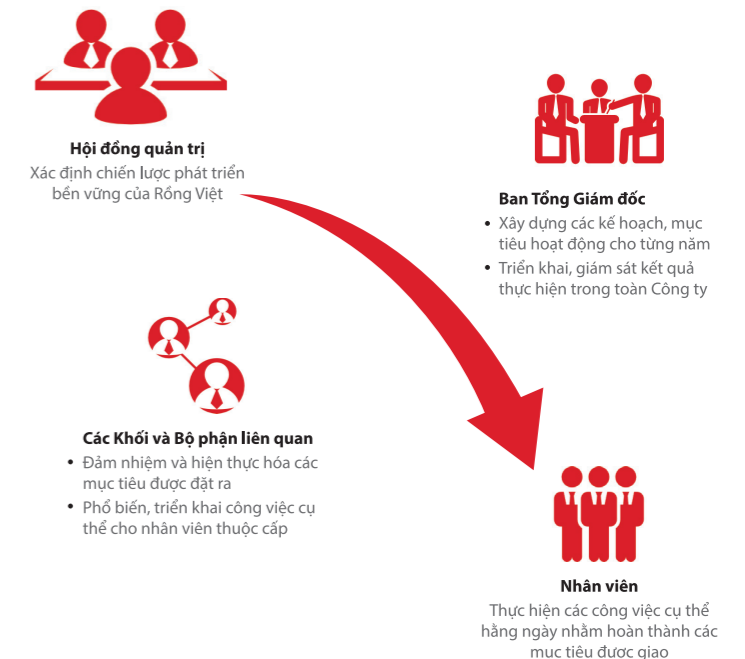 Hội đồng quản trị
Xác định chiến lược phát triển
bền vững của Rồng Việt
Ban Tổng Giám đốc
• Xây dựng các kế hoạch, mục
tiêu hoạt động cho từng năm
• Triển khai, giám sát kết quả
thực hiện trong toàn Công ty
Các Khối và Bộ phận liên quan
• Đảm nhiệm và hiện thực hóa các
mục tiêu được đặt ra
• Phổ biến, triển khai công việc cụ
thể cho nhân viên thuộc cấp
Nhân viên
Thực hiện các công việc cụ thể
hằng ngày nhằm hoàn thành các
mục tiêu được giao